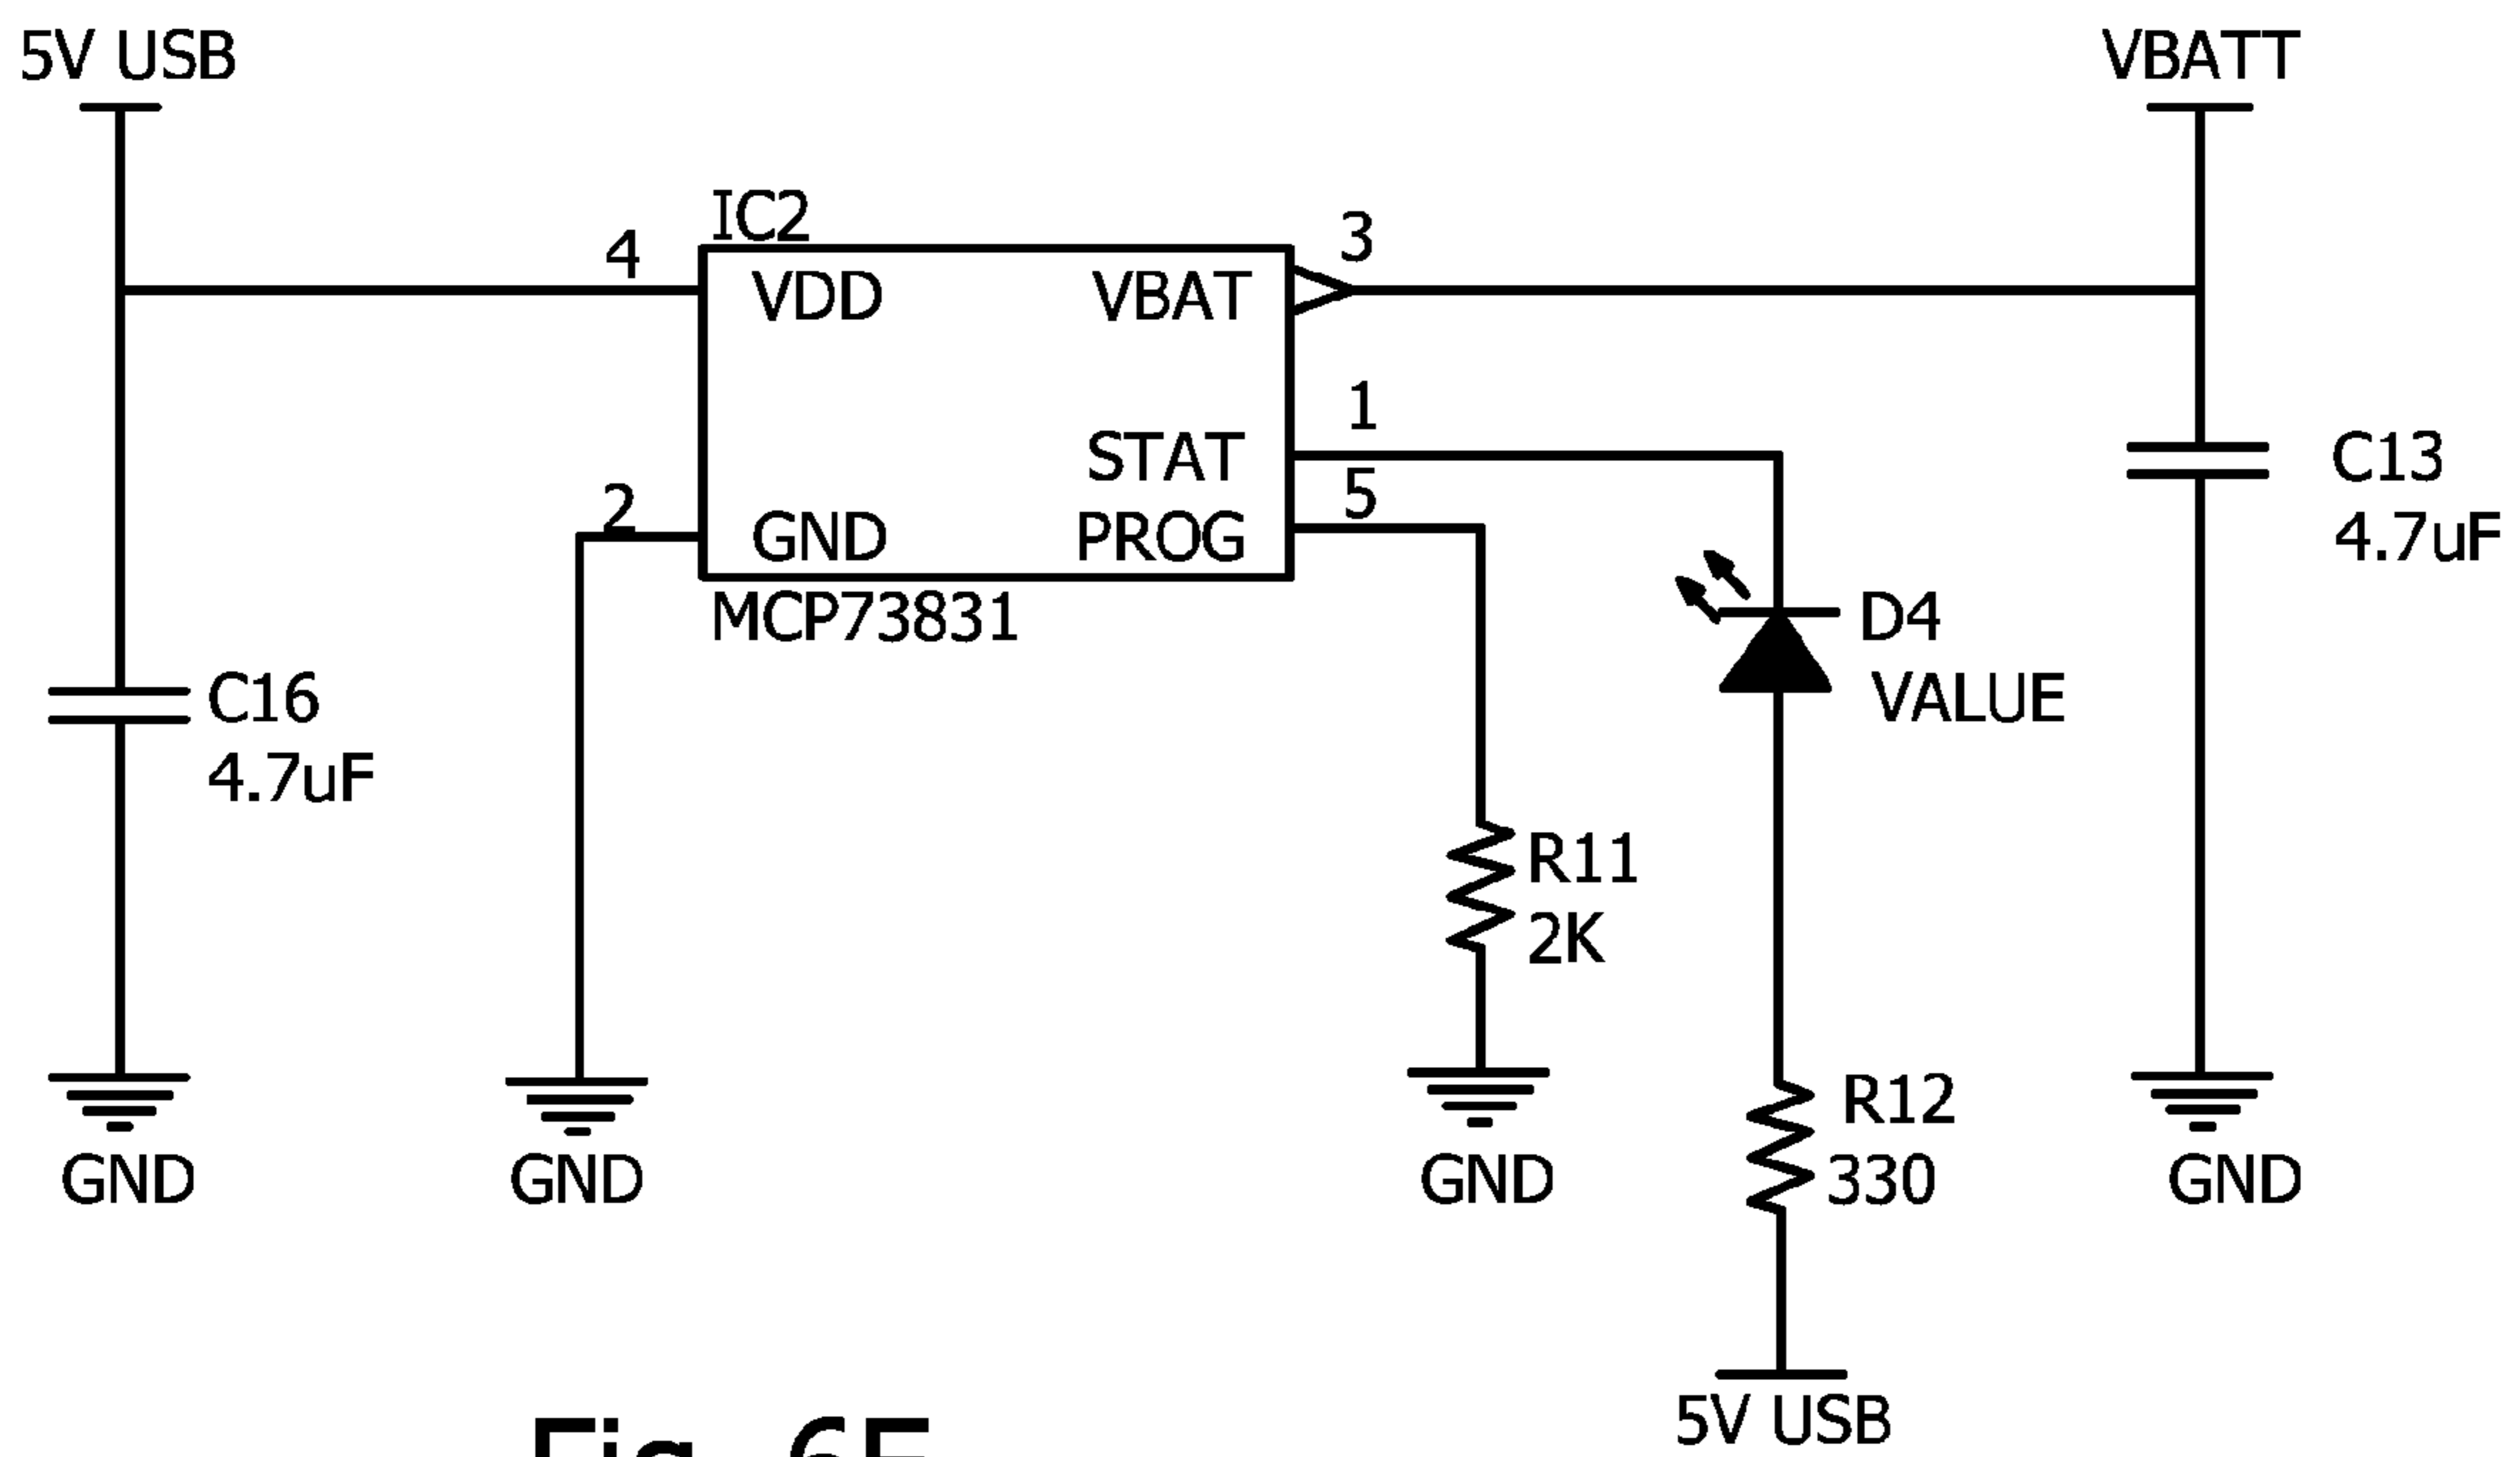 5V USB
VBATT
IC2
4
3
VDD
VBAT
1
STAT
C13
5
2
GND
PROG
4.7uF
MCP73831
D4
VALUE
C16
4.7uF
R11
2K
R12
330
GND
GND
GND
GND
5V USB